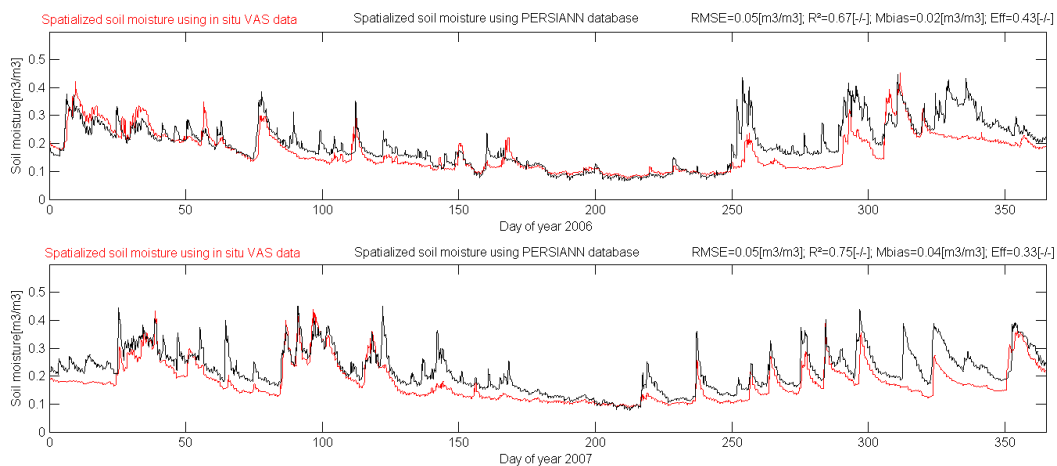 Spatialized soil moisture using in situ VAS data Spatialized soil moisture using PERSIANN database RMSE=0.05[m3/m3]; R²=0.67[-/-]; Mbias=0.02[m3/m3]; Eff=0.43[-/-]
Soil moisture[m3/m3]
0.5
0.4
0.3
0.2
0.1
0
0 50 100 150 200 250 300 350
Day of year 2006
Spatialized soil moisture using in situ VAS data Spatialized soil moisture using PERSIANN database RMSE=0.05[m3/m3]; R²=0.75[-/-]; Mbias=0.04[m3/m3]; Eff=0.33[-/-]
Soil moisture[m3/m3]
0.5
0.4
0.3
0.2
0.1
0
0 50 100 150 200 250 300 350
Day of year 2007